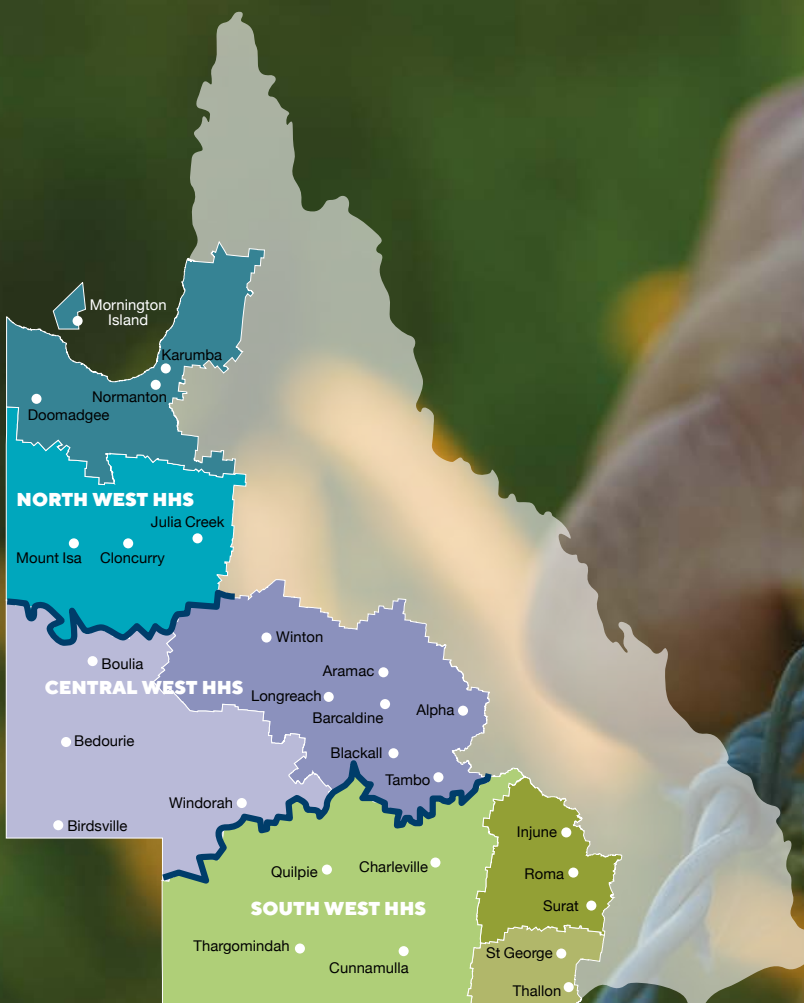 Mornington
Island
Karumba
Normanton
Doomadgee
NORTH WEST HHS
Julia Creek
Mount Isa
Cloncurry
Winton
Boulia
Aramac
CENTRAL WEST HHS
Longreach
Barcaldine
Alpha
Bedourie
Blackall
Tambo
Windorah
Birdsville
Injune
Quilpie
Charleville
Roma
SOUTH WEST HHS
Surat
Thargomindah
St George
Cunnamulla
Thallon